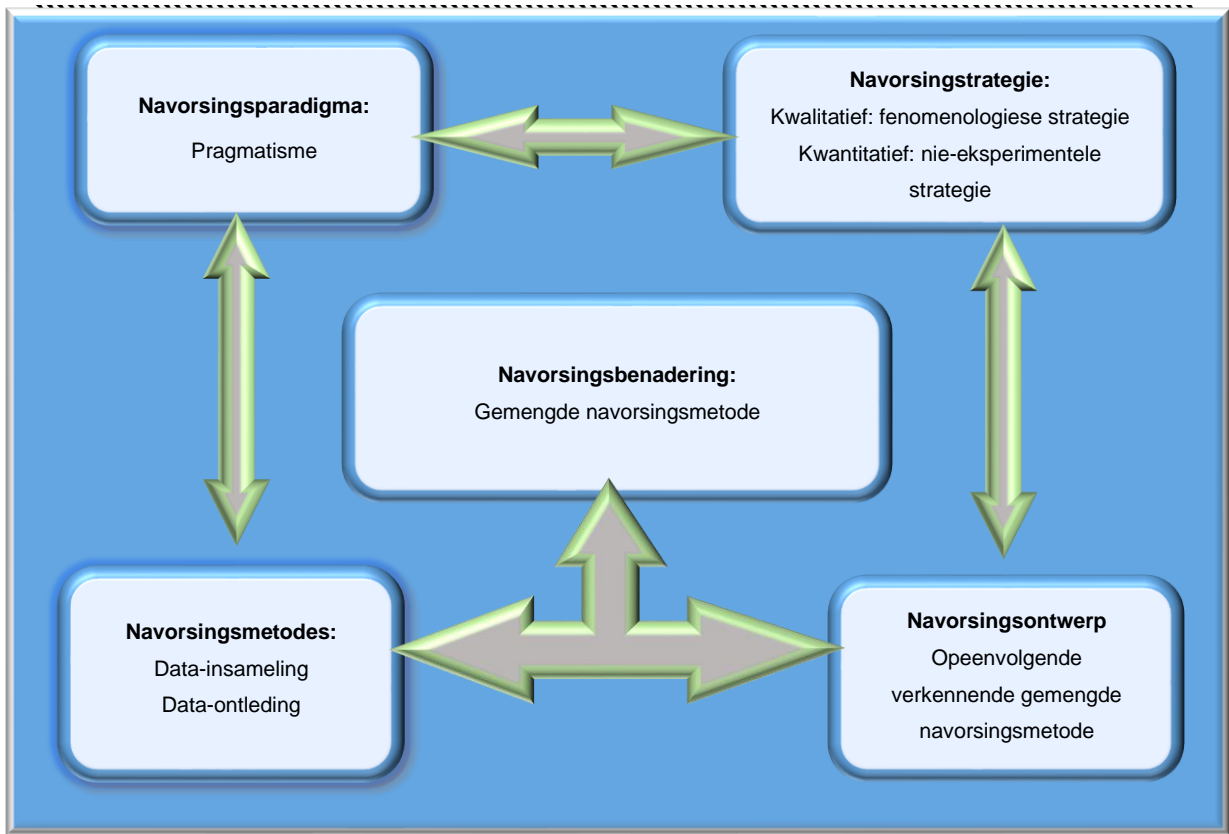 Navorsingsparadigma:
Pragmatisme
Navorsingstrategie:
Kwalitatief: fenomenologiese strategie
Kwantitatief: nie-eksperimentele
strategie
Navorsingsbenadering:
Gemengde navorsingsmetode
Navorsingsmetodes:
Data-insameling
Data-ontleding
Navorsingsontwerp
Opeenvolgende
verkennende gemengde
navorsingsmetode